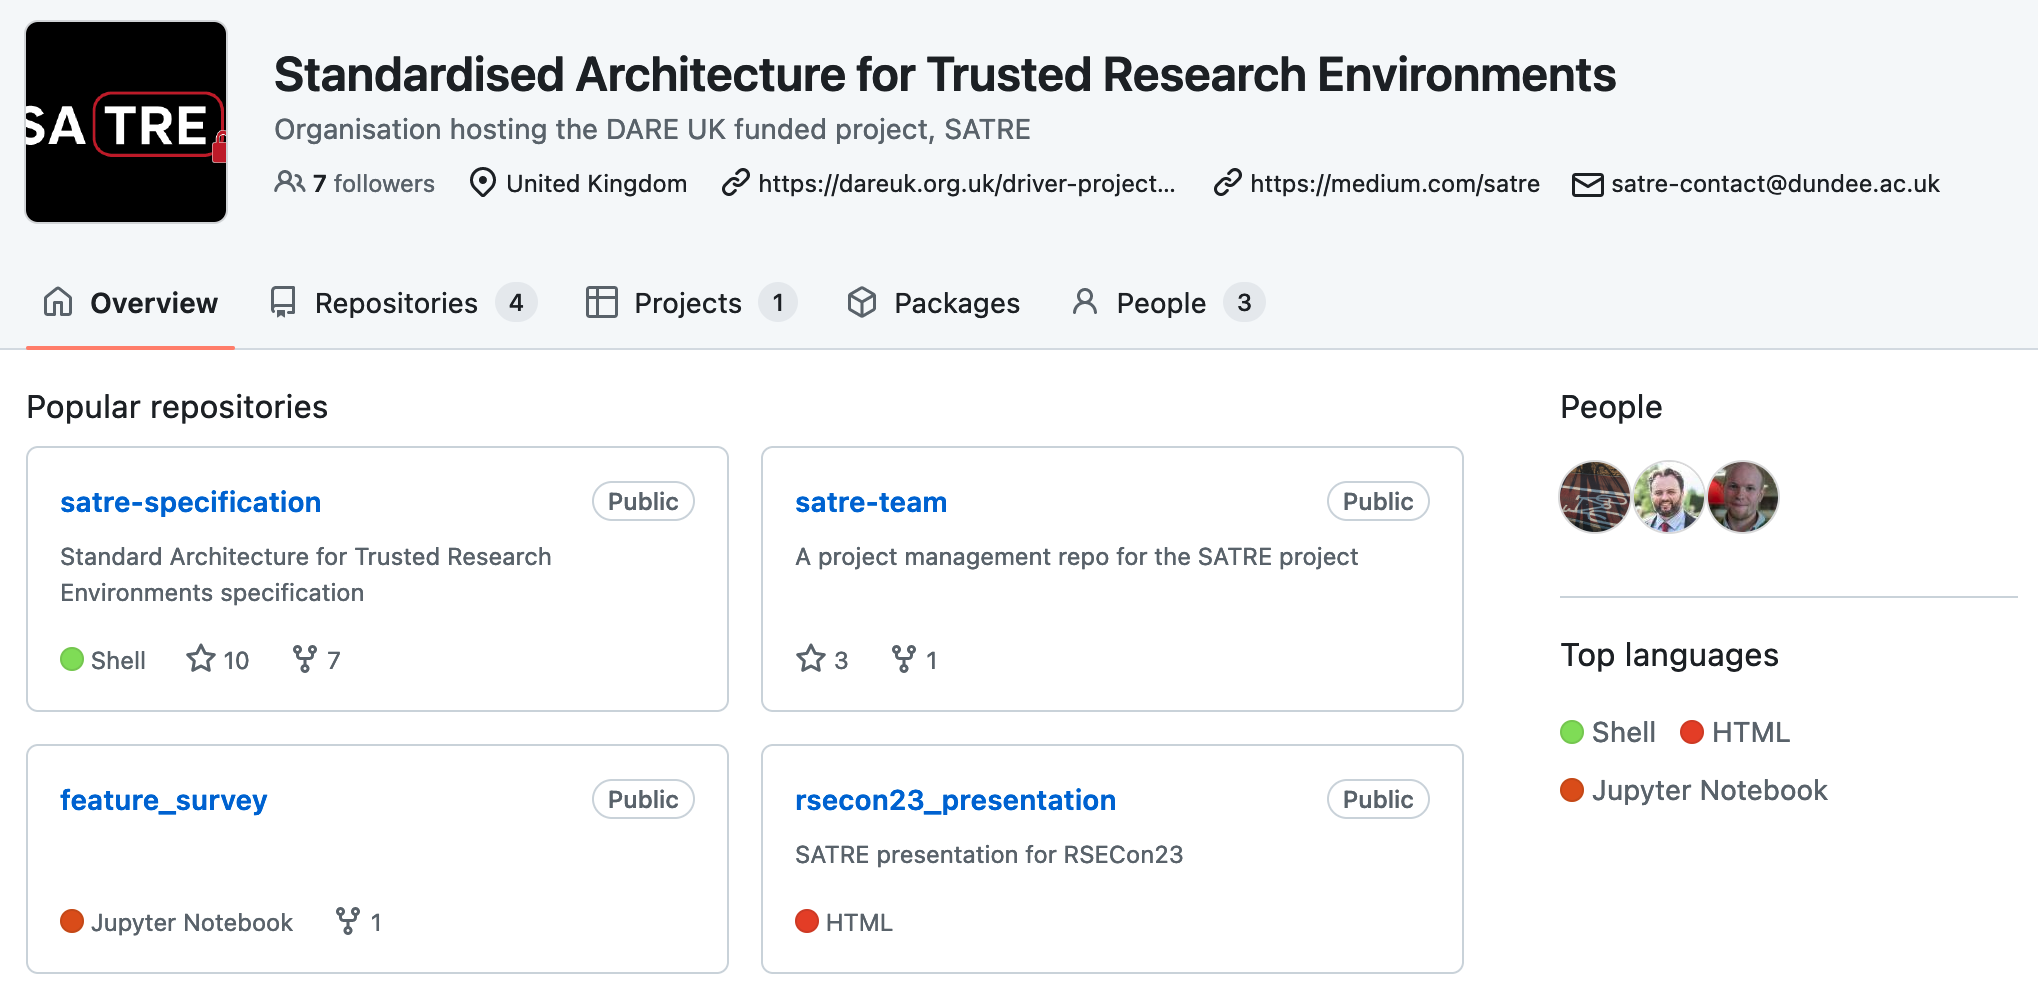 SATRE
Standardised Architecture for Trusted Research Environments
Organisation hosting the DARE UK funded project, SATRE
7 followers United Kingdom https://dareuk.org.uk/driver-project... https://medium.com/satre satre-contact@dundee.ac.uk
Overview Repositories 4 Projects 1 Packages People 3
Popular repositories
satre-specification Public
Standard Architecture for Trusted Research
Environments specification
Shell 10 7
satre-team Public
A project management repo for the SATRE project
3 1
feature_survey Public
Jupyter Notebook 1
rsecon23_presentation Public
SATRE presentation for RSECon23
HTML
People
Top languages
Shell HTML
Jupyter Notebook